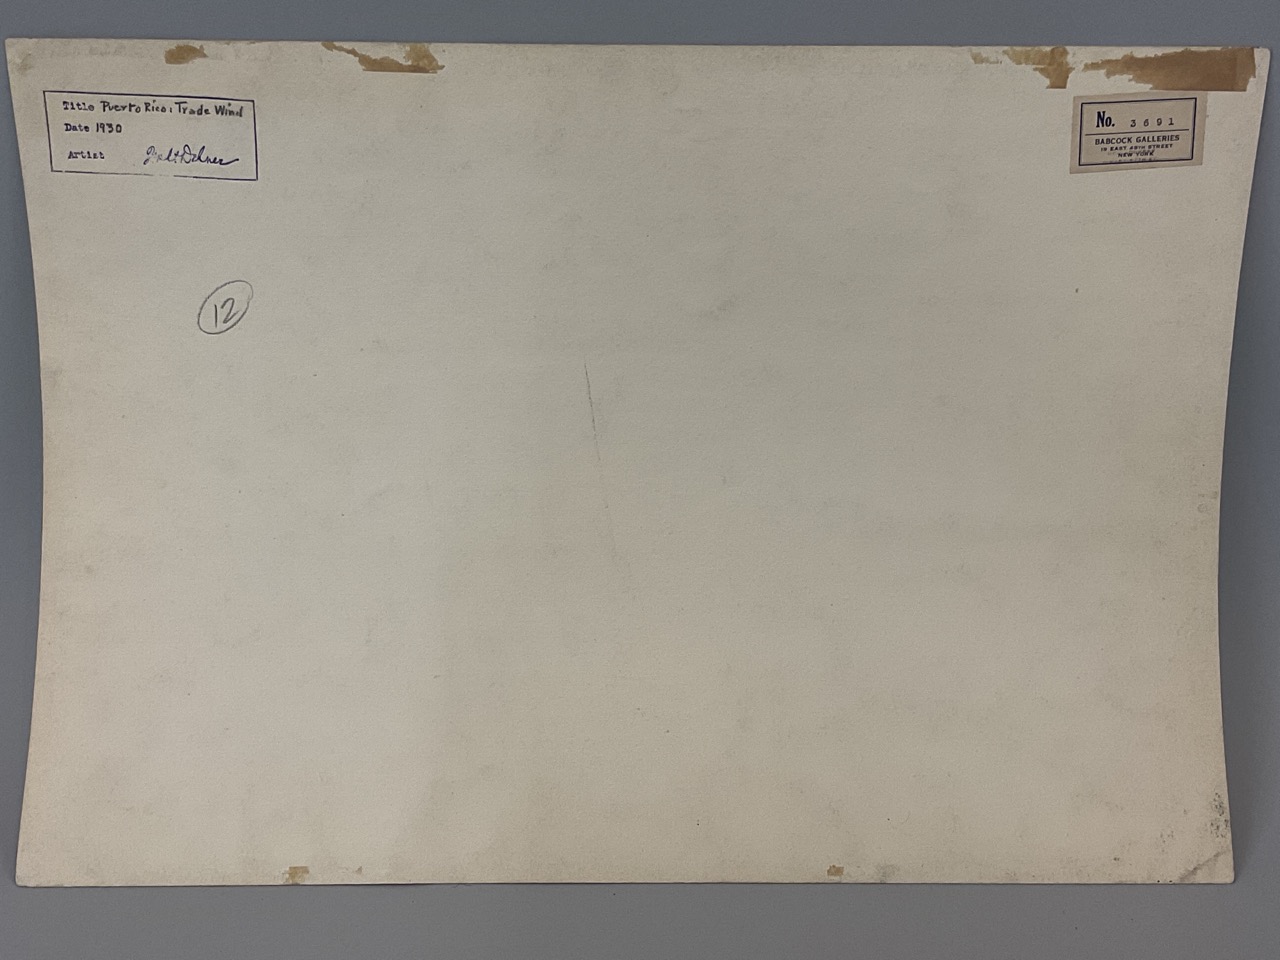 Title Puerto Rico: Trade Wind
Date 1930
Artist
No. 3691
BABCOCK GALLERIES
19 EAST 49TH STREET
NEW YORK
12